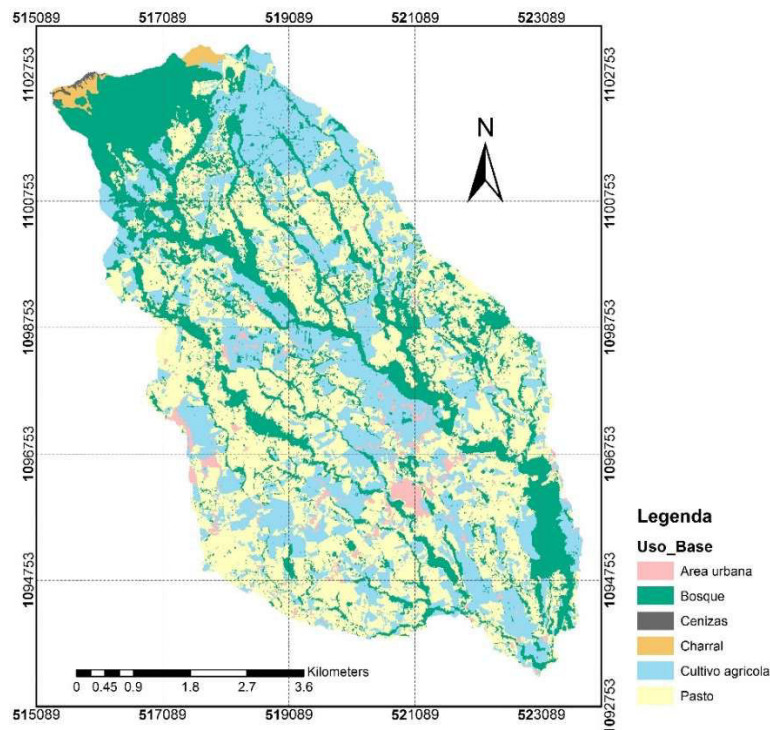 515089 517089 519089 521089 523089
1102753
1102753
N
1100753
1100753
1098753
1098753
1096753
1096753
Legenda
Uso_Base
Area urbana
1094753
1094753
Bosque
Cenizas
Charral
Kilometers
Cultivo agricola
0 0.45 0.9 1.8 2.7 3.6
Pasto
1092753
1092753
515089 517089 519089 521089 523089